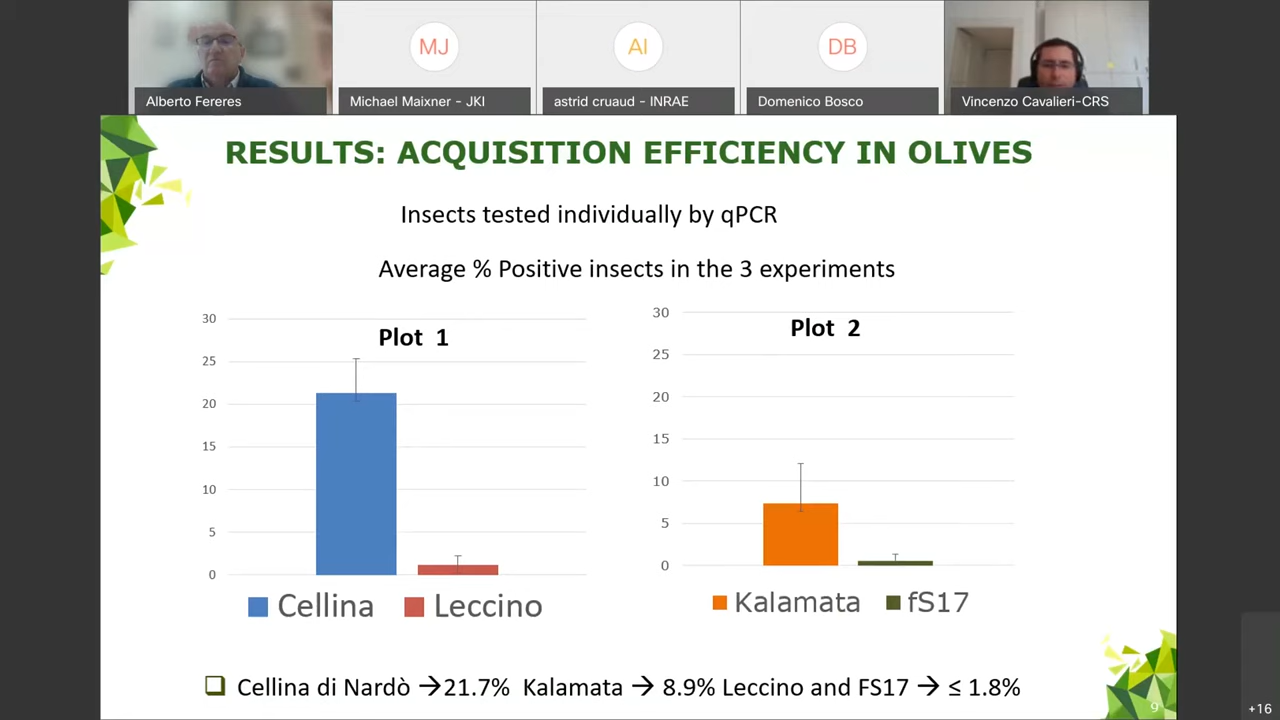 MJ
AI
DB
Alberto Fereres
Michael Maixner - JKI
astrid cruaud - INRAE
Domenico Bosco
Vincenzo Cavalieri-CRS
RESULTS: ACQUISITION EFFICIENCY IN OLIVES
Insects tested individually by qPCR
Average % Positive insects in the 3 experiments
Plot 1
30
25
20
15
10
5
0
Cellina
Leccino
Plot 2
30
25
20
15
10
5
0
Kalamata
fS17
Cellina di Nardò →21.7% Kalamata → 8.9% Leccino and FS17 → ≤ 1.8%
9
+16